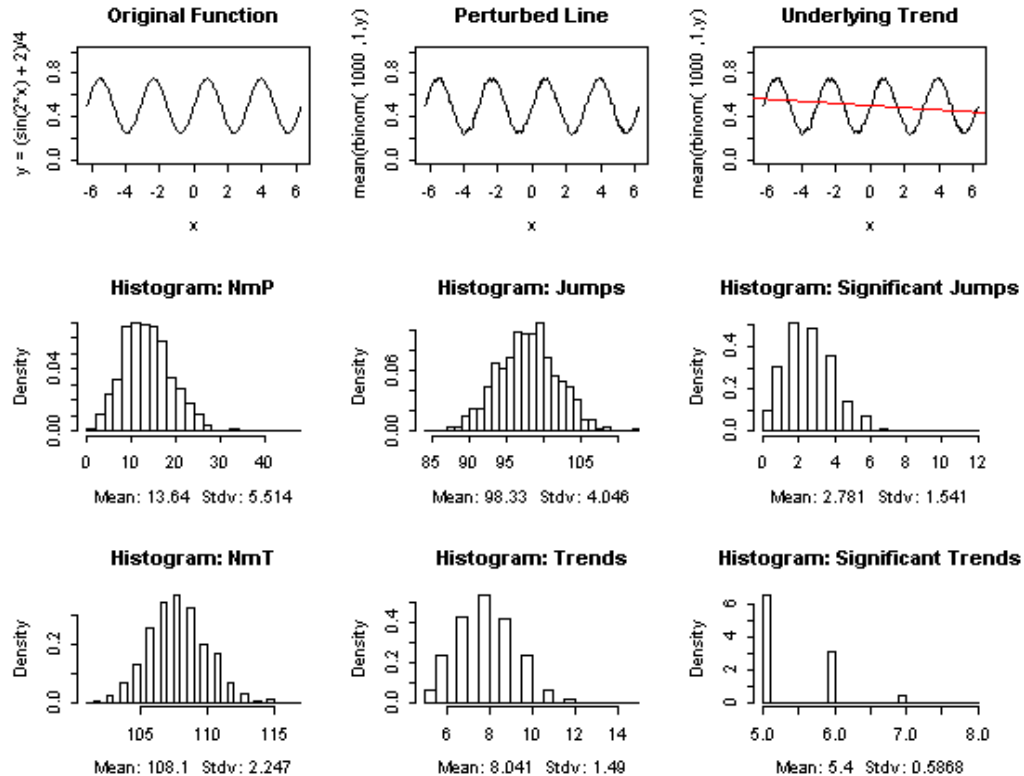 Original Function
y = (sin(2*x) + 2)/4
0.0 0.4 0.8
-6 -4 -2 0 2 4 6
x
Perturbed Line
mean(rbinom( 1000 ,1,y)
0.0 0.4 0.8
-6 -4 -2 0 2 4 6
x
Underlying Trend
mean(rbinom( 1000 ,1,y)
0.0 0.4 0.8
-6 -4 -2 0 2 4 6
x
Histogram: NmP
Density
0.00 0.04
0 10 20 30 40
Mean: 13.64 Stdv: 5.514
Histogram: Jumps
Density
0.00 0.06
85 90 95 105
Mean: 98.33 Stdv: 4.046
Histogram: Significant Jumps
Density
0.0 0.2 0.4
0 2 4 6 8 10 12
Mean: 2.781 Stdv: 1.541
Histogram: NmT
Density
0.0 0.2
105 110 115
Mean: 108.1 Stdv: 2.247
Histogram: Trends
Density
0.0 0.2 0.4
6 8 10 12 14
Mean: 8.041 Stdv: 1.49
Histogram: Significant Trends
Density
0 2 4 6
5.0 6.0 7.0 8.0
Mean: 5.4 Stdv: 0.5868